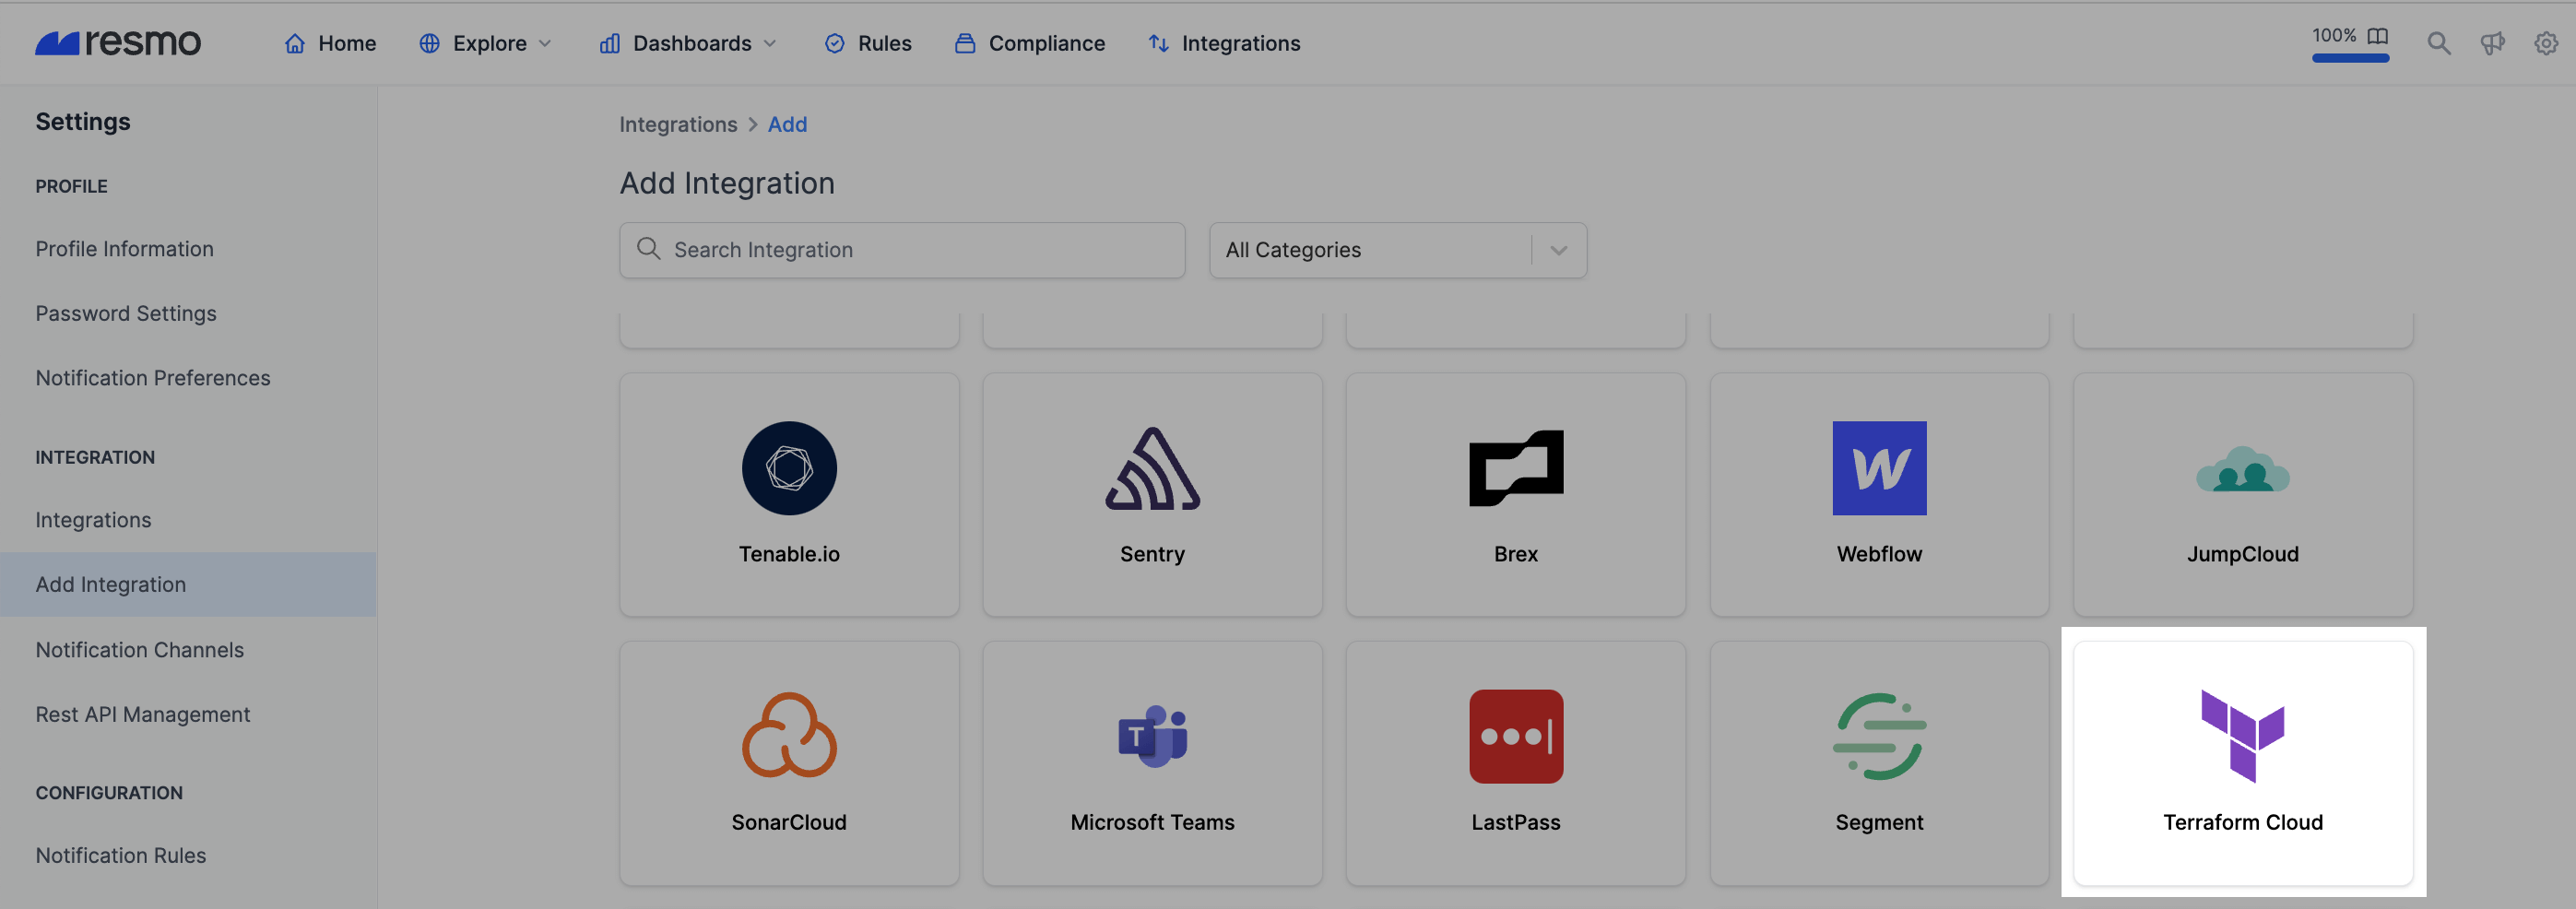 resmo
Home
Explore
Dashboards
Rules
Compliance
Integrations
100%
Settings
PROFILE
Profile Information
Password Settings
Notification Preferences
INTEGRATION
Integrations
Add Integration
Notification Channels
Rest API Management
CONFIGURATION
Notification Rules
Integrations > Add
Add Integration
Search Integration
All Categories
Tenable.io
Sentry
Brex
W
Webflow
JumpCloud
SonarCloud
T
Microsoft Teams
LastPass
Segment
Terraform Cloud